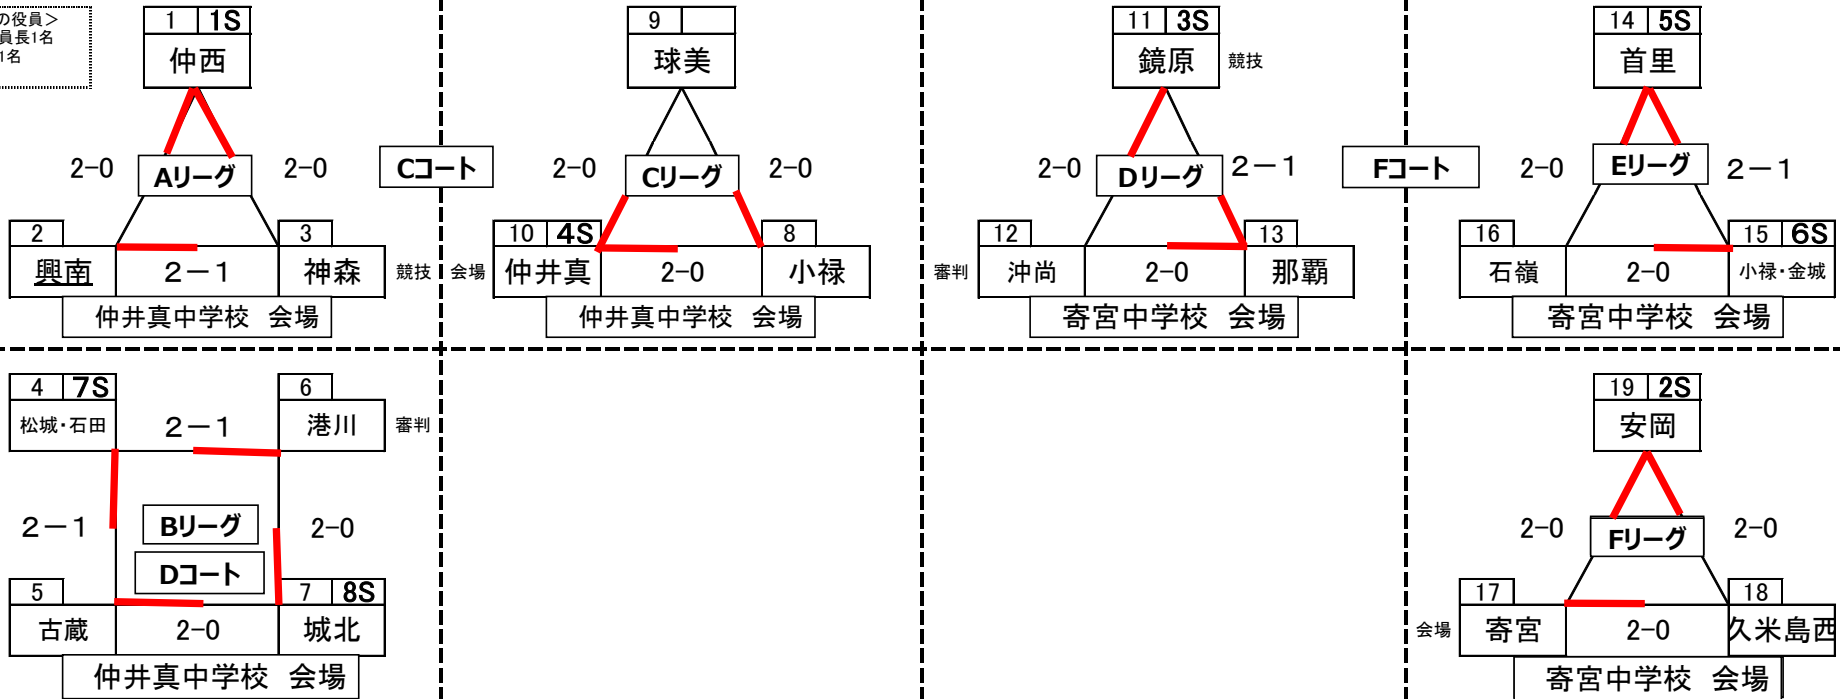 の役員＞
員長1名
1名
1 1S
仲西
2-0 Aリーグ 2-0
2
興南
2－1
3
神森
競技
仲井真中学校 会場
Cコート
9
球美
2-0 Cリーグ 2-0
会場
10 4S
仲井真
2-0
8
小禄
仲井真中学校 会場
11 3S
鏡原
競技
2-0 Dリーグ 2－1
審判
12
沖尚
2-0
13
那覇
寄宮中学校 会場
Fコート
14 5S
首里
2-0 Eリーグ 2－1
16
石嶺
2-0
15 6S
小禄・金城
寄宮中学校 会場
4 7S
松城・石田
2－1
6
港川
審判
2－1 Bリーグ 2-0
Dコート
5
古蔵
2-0
7 8S
城北
仲井真中学校 会場
19 2S
安岡
2-0 Fリーグ 2-0
会場
17
寄宮
2-0
18
久米島西
寄宮中学校 会場